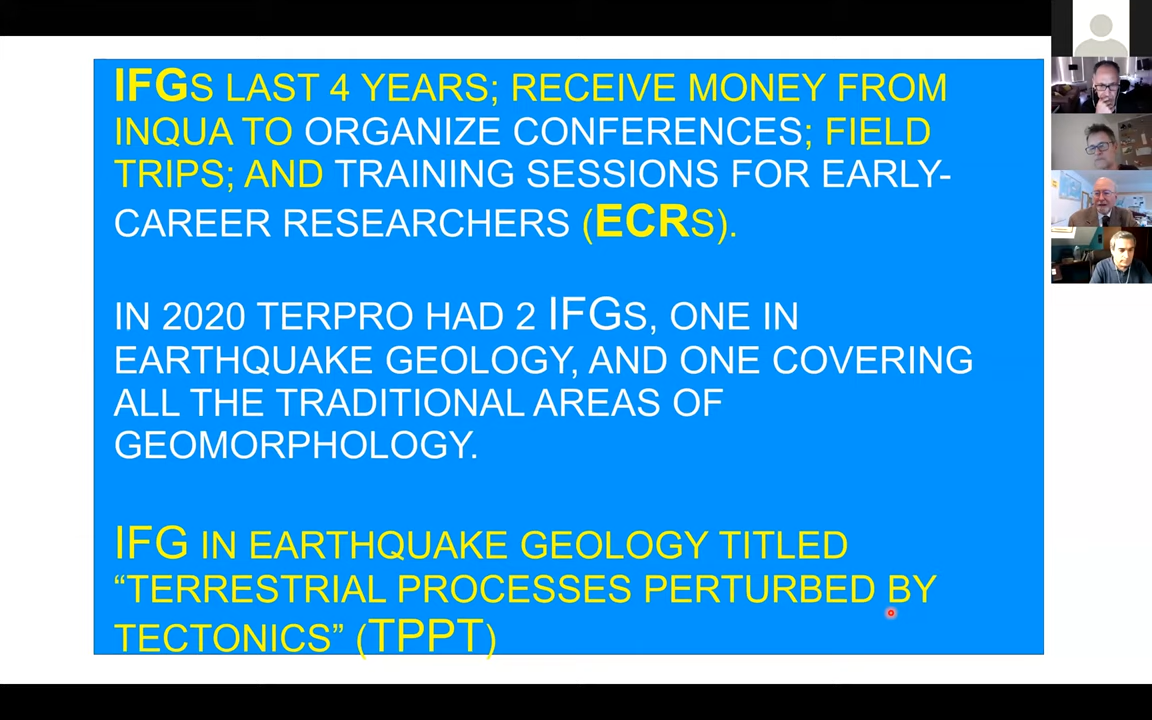 IFGS LAST 4 YEARS; RECEIVE MONEY FROM
INQUA TO ORGANIZE CONFERENCES; FIELD
TRIPS; AND TRAINING SESSIONS FOR EARLY-
CAREER RESEARCHERS (ECRS).
IN 2020 TERPRO HAD 2 IFGS, ONE IN
EARTHQUAKE GEOLOGY, AND ONE COVERING
ALL THE TRADITIONAL AREAS OF
GEOMORPHOLOGY.
IFG IN EARTHQUAKE GEOLOGY TITLED
“TERRESTRIAL PROCESSES PERTURBED BY
TECTONICS” (TPPT)